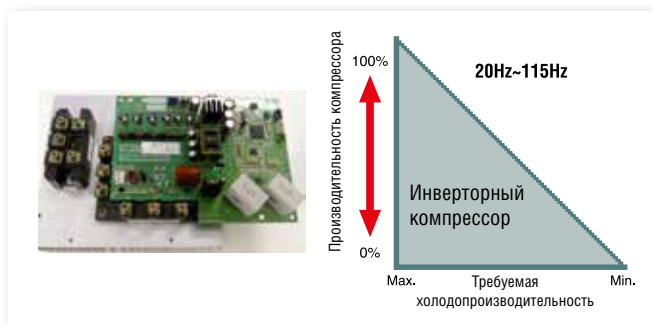 Производительность компрессора
100%
0%
20Hz~115Hz
Инверторный
компрессор
Max.
Требуемая
холодопроизводительность
Min.